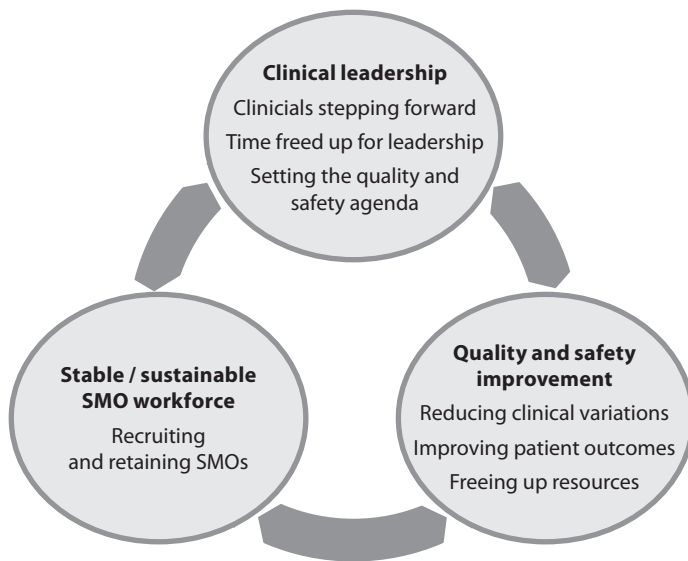 Clinical leadership
Clinicials stepping forward
Time freed up for leadership
Setting the quality and
safety agenda
Stable / sustainable
SMO workforce
Recruiting
and retaining SMOs
Quality and safety
improvement
Reducing clinical variations
Improving patient outcomes
Freeing up resources